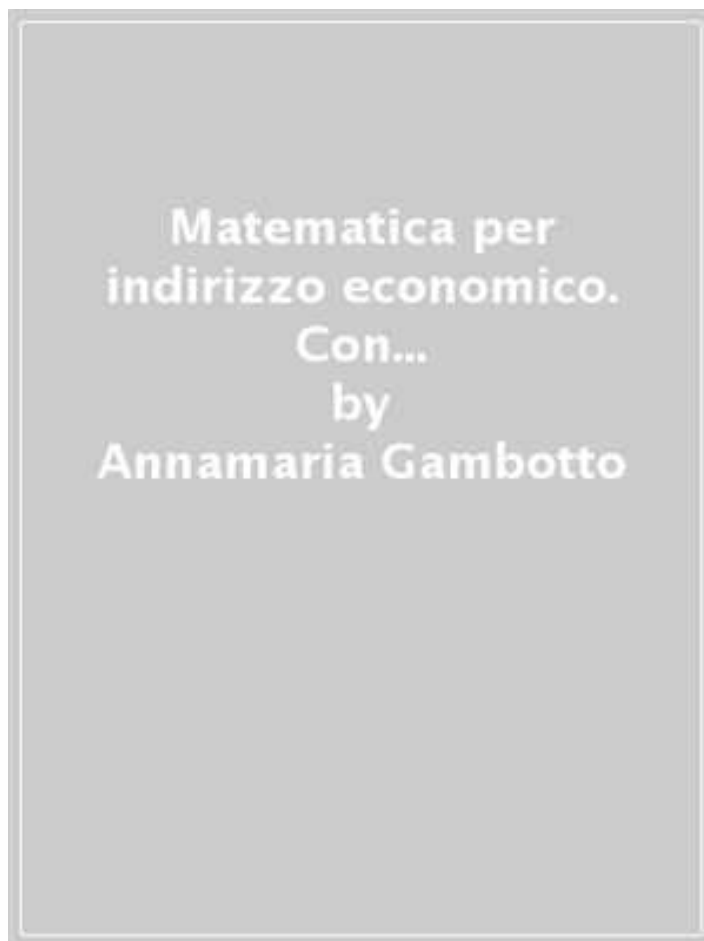 Matematica per
indirizzo economico.
Con...
by
Annamaria Gambotto